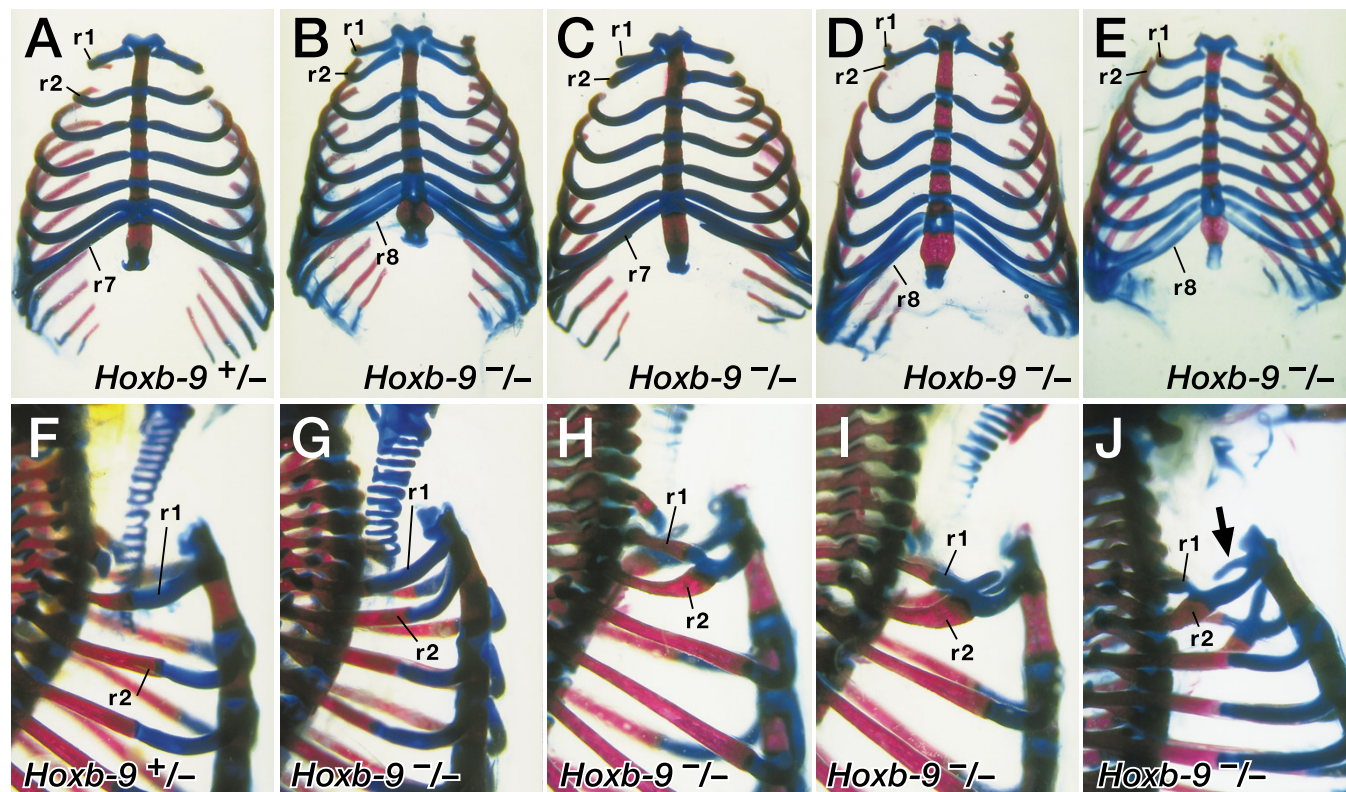 A
r1
r2
r7
Hoxb-9 +/–
B
r1
r2
r8
Hoxb-9 –/–
C
r1
r2
r7
Hoxb-9 –/–
D
r1
r2
r8
Hoxb-9 –/–
E
r1
r2
r8
Hoxb-9 –/–
F
r1
r2
Hoxb-9 +/–
G
r1
r2
Hoxb-9 –/–
H
r1
r2
Hoxb-9 –/–
I
r1
r2
Hoxb-9 –/–
J
r1
r2
Hoxb-9 –/–